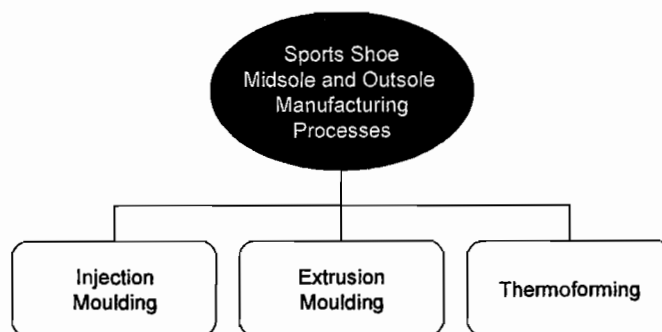 Sports Shoe
Midsole and Outsole
Manufacturing
Processes
Injection
Moulding
Extrusion
Moulding
Thermoforming